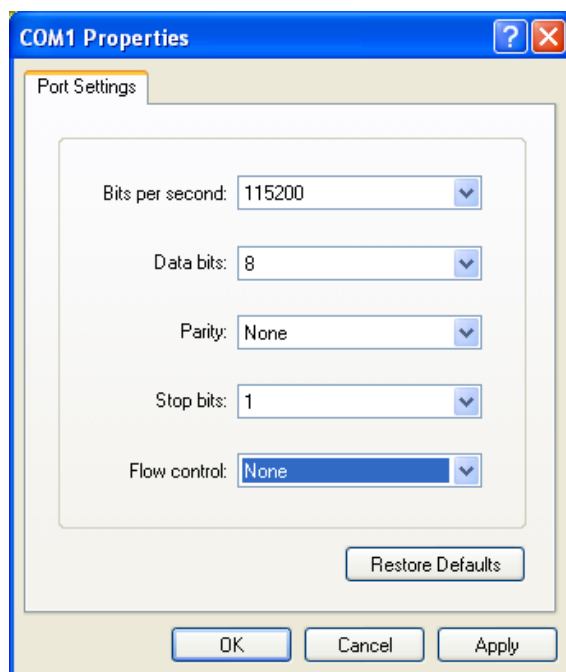 COM1 Properties
Port Settings
Bits per second: 115200
Data bits: 8
Parity: None
Stop bits: 1
Flow control: None
Restore Defaults
OK Cancel Apply